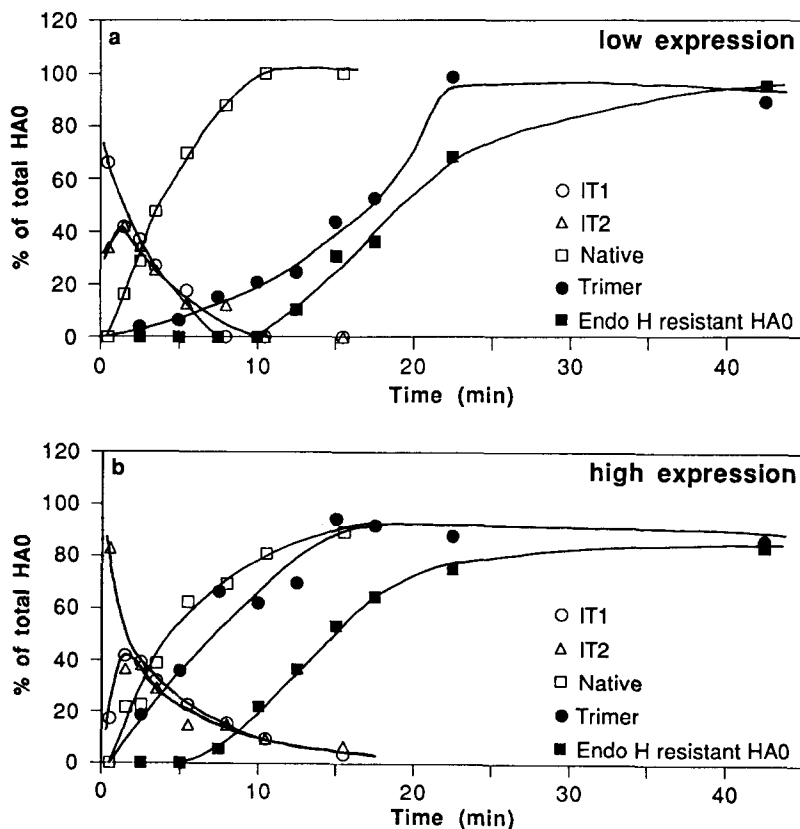 a
low expression
% of total HA0
120
100
80
60
40
20
0
IT1
IT2
Native
Trimer
Endo H resistant HA0
0
10
20
30
40
Time (min)
b
high expression
% of total HA0
120
100
80
60
40
20
0
IT1
IT2
Native
Trimer
Endo H resistant HA0
0
10
20
30
40
Time (min)